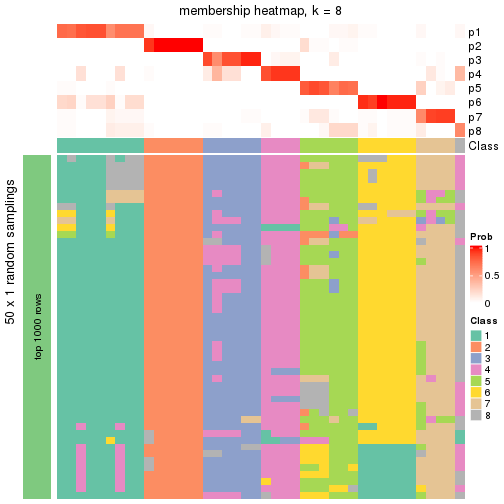 membership heatmap, k = 8
p1
p2
p3
p4
p5
p6
p7
p8
Class
50 x 1 random samplings
top 1000 rows
Prob
1
0.5
0
Class
1
2
3
4
5
6
7
8